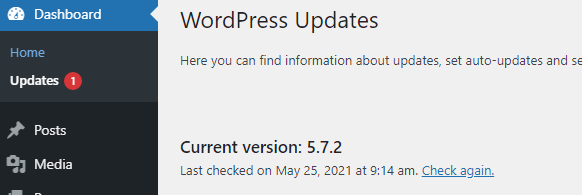 Dashboard
Home
Updates 1
Posts
Media
WordPress Updates
Here you can find information about updates, set auto-updates and se
Current version: 5.7.2
Last checked on May 25, 2021 at 9:14 am. Check again.